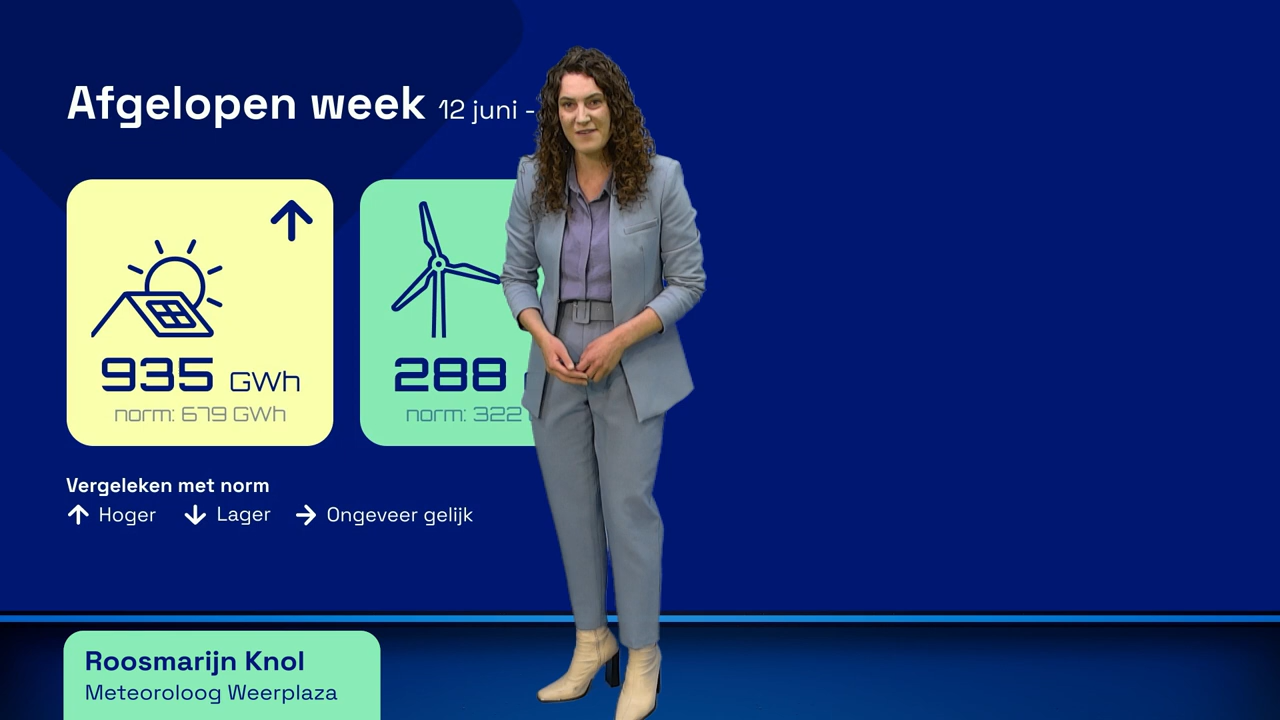 Afgelopen week 12 juni -
935 GWh
norm: 679 GWh
288
norm: 322
Vergeleken met norm
Hoger Lager Ongeveer gelijk
Roosmarijn Knol
Meteoroloog Weerplaza